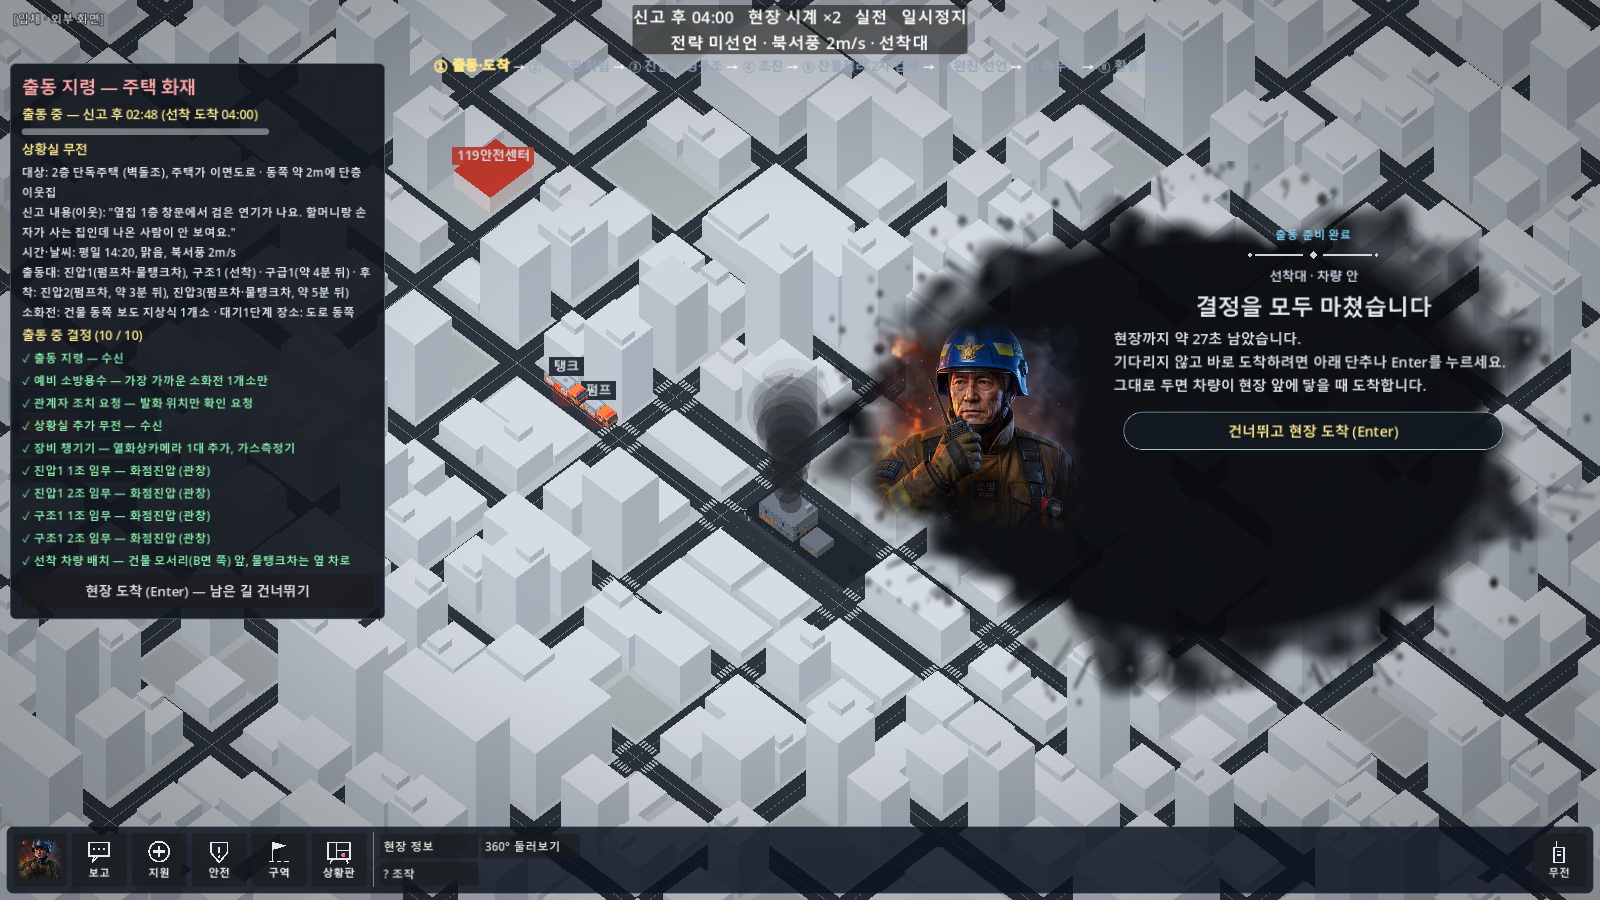 [입체 · 외부 화면]
신고 후 04:00 현장 시계 ×2 실전 일시정지
전략 미선언 · 북서풍 2m/s · 선착대
① 출동·도착 → ② → ③ → ④ 초진 → ⑤ → → → ⑧
출동 지령 — 주택 화재
출동 중 — 신고 후 02:48 (선착 도착 04:00)
상황실 무전
대상: 2층 단독주택 (벽돌조), 주택가 이면도로 · 동쪽 약 2m에 단층
이웃집
신고 내용(이웃): "옆집 1층 창문에서 검은 연기가 나요. 할머니랑 손
자가 사는 집인데 나온 사람이 안 보여요."
시간·날씨: 평일 14:20, 맑음, 북서풍 2m/s
출동대: 진압1(펌프차·물탱크차), 구조1 (선착) · 구급1(약 4분 뒤) · 후
착: 진압2(펌프차, 약 3분 뒤), 진압3(펌프차·물탱크차, 약 5분 뒤)
소화전: 건물 동쪽 보도 지상식 1개소 · 대기1단계 장소: 도로 동쪽
출동 중 결정 (10 / 10)
✓ 출동 지령 — 수신
✓ 예비 소방용수 — 가장 가까운 소화전 1개소만
✓ 관계자 조치 요청 — 발화 위치만 확인 요청
✓ 상황실 추가 무전 — 수신
✓ 장비 챙기기 — 열화상카메라 1대 추가, 가스측정기
✓ 진압1 1조 임무 — 화점진압 (관창)
✓ 진압1 2조 임무 — 화점진압 (관창)
✓ 구조1 1조 임무 — 화점진압 (관창)
✓ 구조1 2조 임무 — 화점진압 (관창)
✓ 선착 차량 배치 — 건물 모서리(B면 쪽) 앞, 물탱크차는 옆 차로
현장 도착 (Enter) — 남은 길 건너뛰기
119안전센터
탱크
펌프
출동 준비 완료
선착대 · 차량 안
결정을 모두 마쳤습니다
현장까지 약 27초 남았습니다.
기다리지 않고 바로 도착하려면 아래 단추나 Enter를 누르세요.
그대로 두면 차량이 현장 앞에 닿을 때 도착합니다.
건너뛰고 현장 도착 (Enter)
소방
FIRE
보고
지원
안전
구역
상황판
현장 정보
360° 둘러보기
? 조작
무전